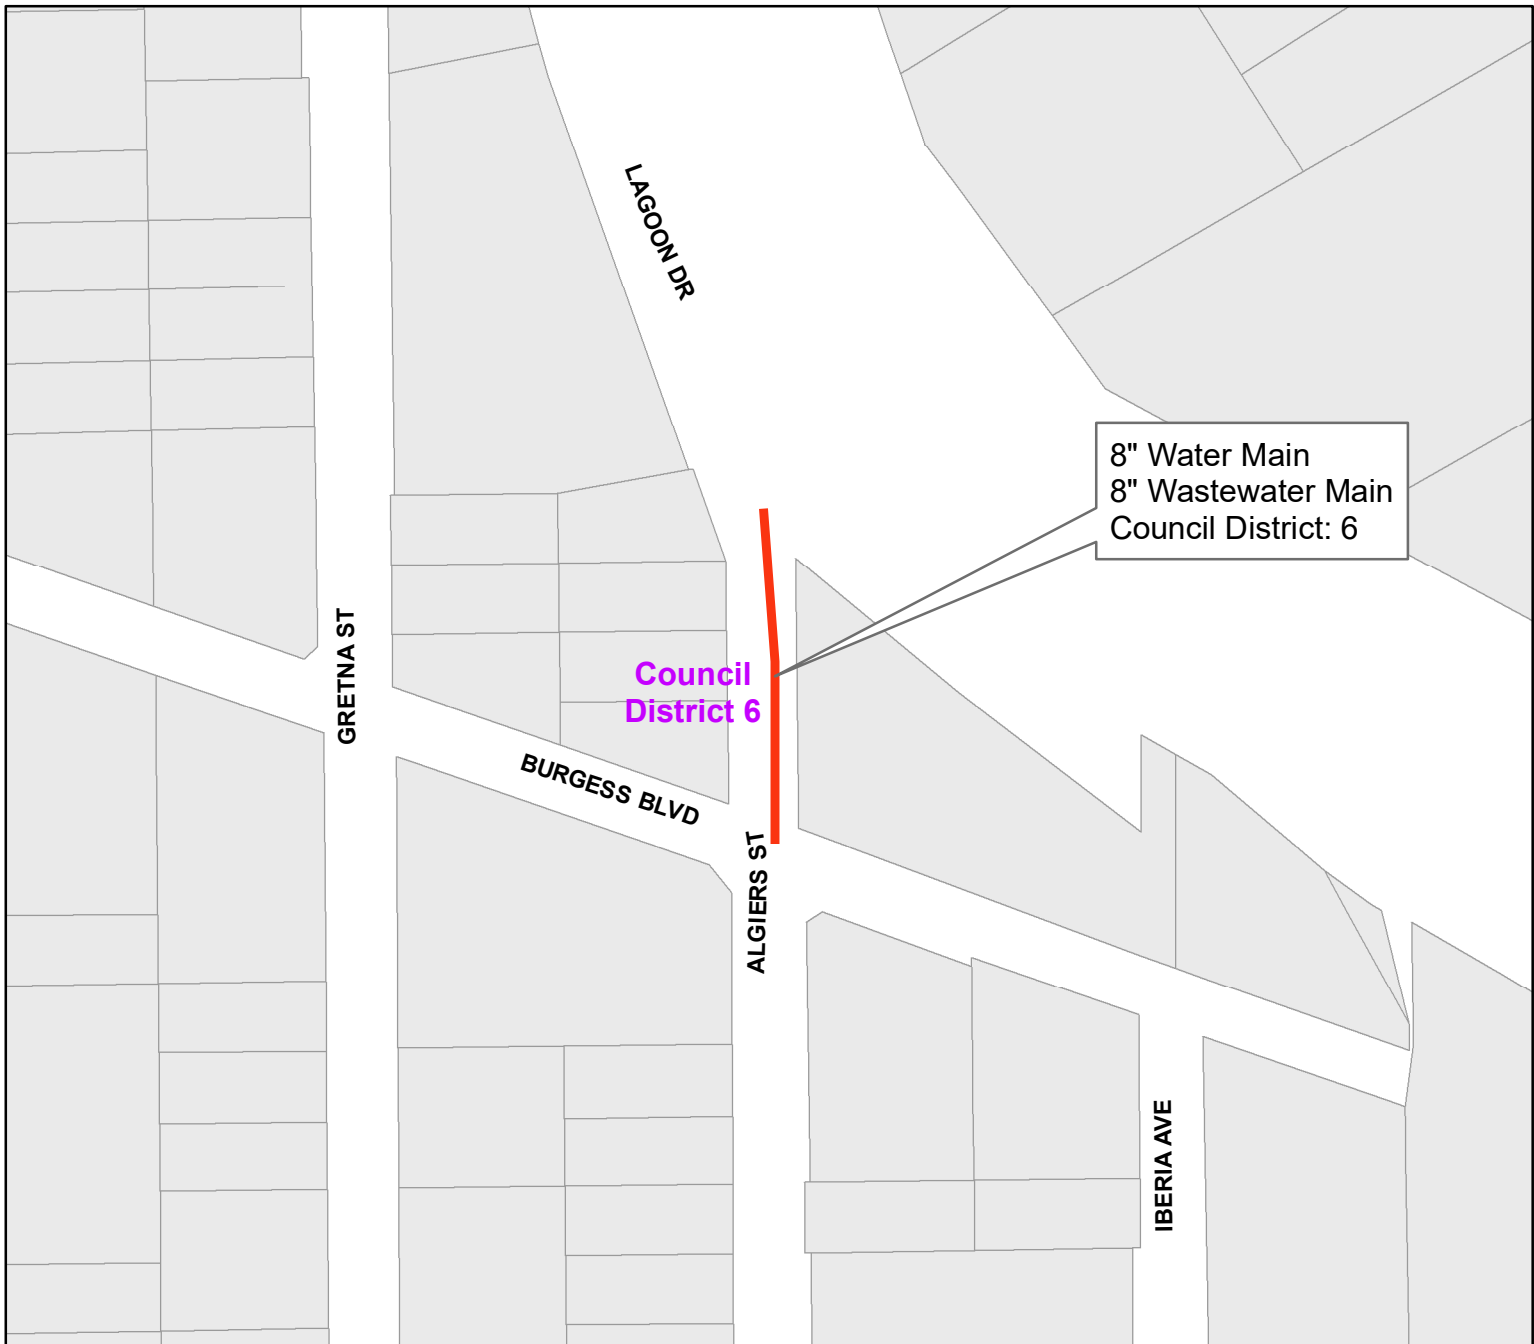 LAGOON DR
8" Water Main
8" Wastewater Main
Council District: 6
GRETNA ST
Council
District 6
BURGESS BLVD
ALGIERS ST
IBERIA AVE